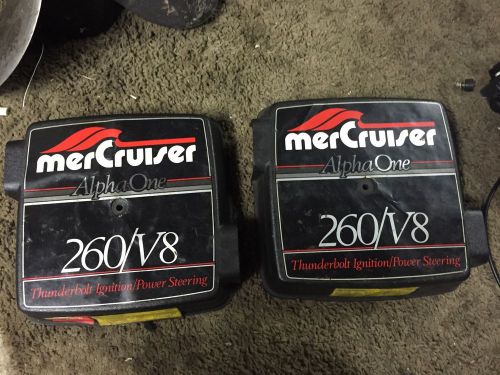 merCruiser
AlphaOne
260/V8
Thunderbolt Ignition/Power Steering
merCruiser
AlphaOne
260/V8
Thunderbolt Ignition/Power Steering